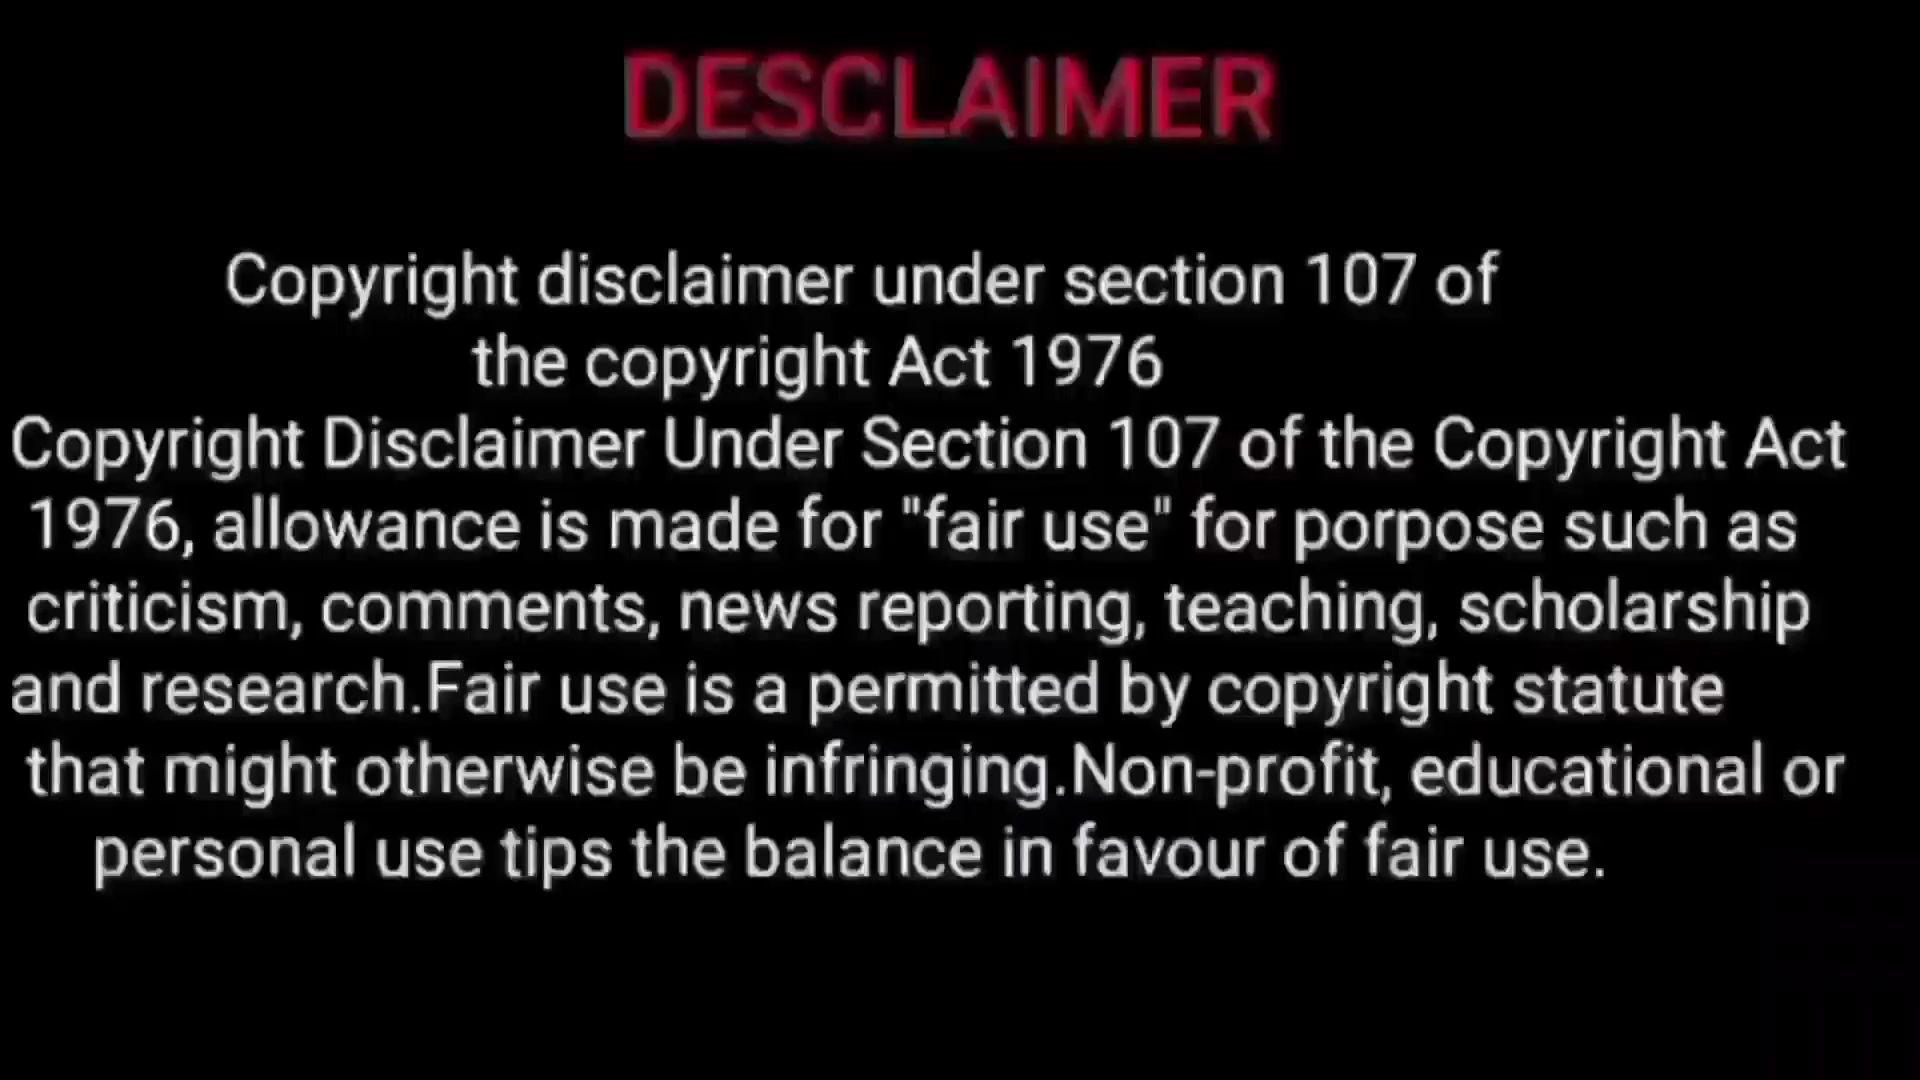 DESCLAIMER
Copyright disclaimer under section 107 of
the copyright Act 1976
Copyright Disclaimer Under Section 107 of the Copyright Act
1976, allowance is made for "fair use" for porpose such as
criticism, comments, news reporting, teaching, scholarship
and research.Fair use is a permitted by copyright statute
that might otherwise be infringing.Non-profit, educational or
personal use tips the balance in favour of fair use.